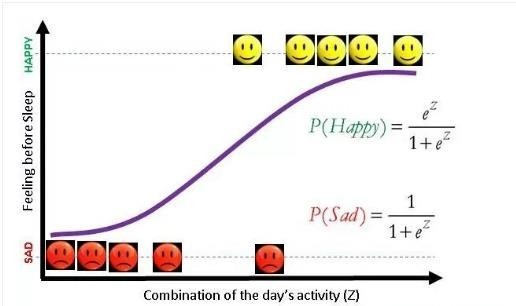 HAPPY
Feeling before Sleep
SAD
P(Happy) = e^Z / 1+e^Z
P(Sad) = 1 / 1+e^Z
Combination of the day's activity (Z)